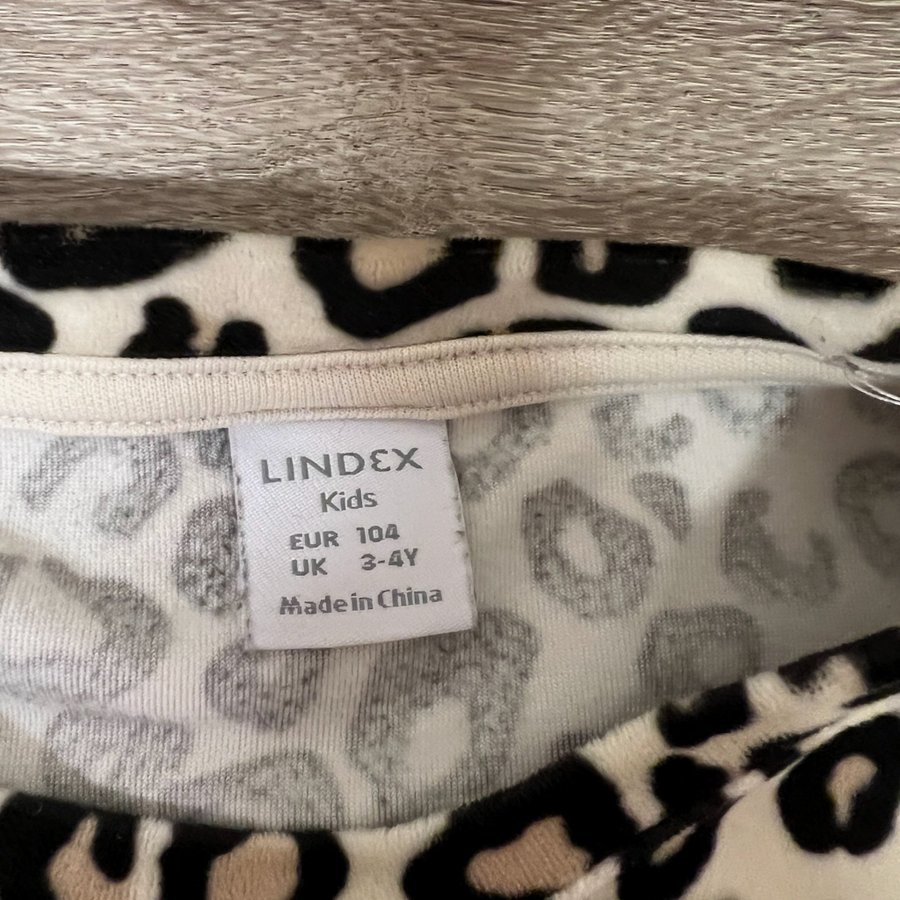 LINDEX
Kids
EUR 104
UK 3-4Y
Made in China